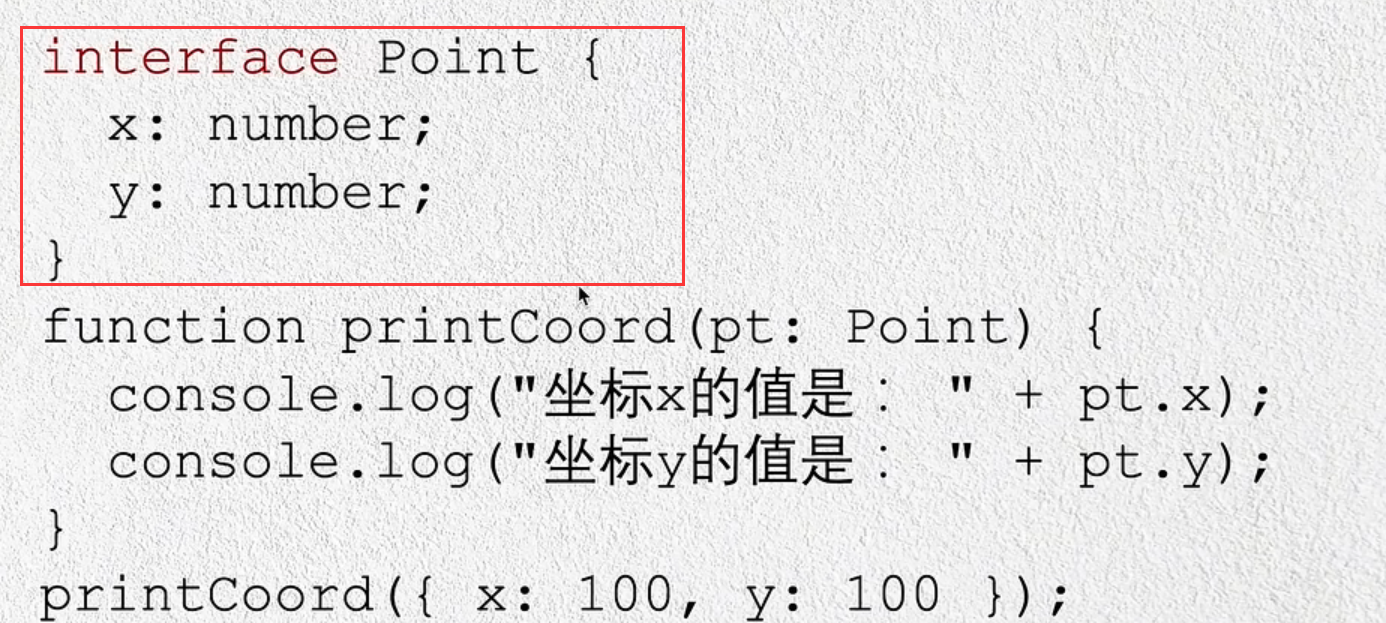 interface Point {
  x: number;
  y: number;
}
function printCoord(pt: Point) {
  console.log("坐标x的值是： " + pt.x);
  console.log("坐标y的值是： " + pt.y);
}
printCoord({ x: 100, y: 100 });